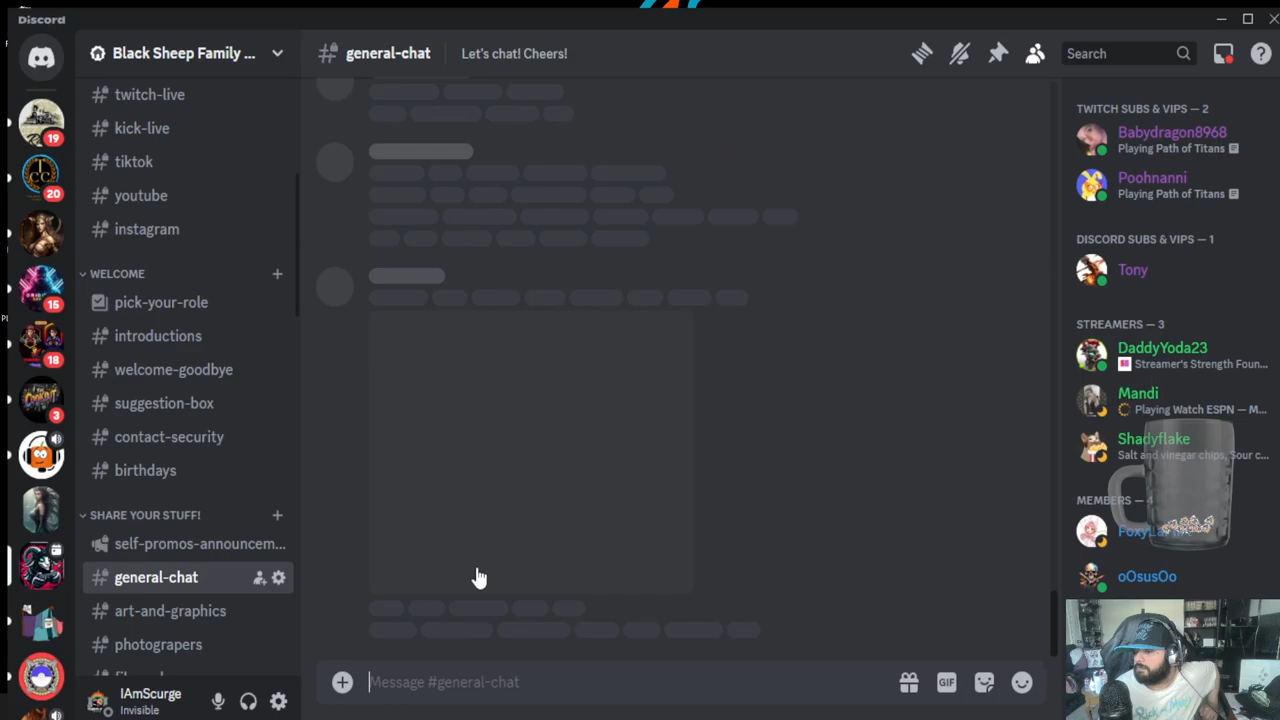 Discord
Black Sheep Family ...
general-chat
Let's chat! Cheers!
Search
twitch-live
kick-live
tiktok
youtube
instagram
WELCOME
pick-your-role
introductions
welcome-goodbye
suggestion-box
contact-security
birthdays
SHARE YOUR STUFF!
self-promos-announcem...
general-chat
art-and-graphics
photograpers
19
20
15
18
3
IAmScurge
Invisible
Message #general-chat
GIF
TWITCH SUBS & VIPS — 2
Babydragon8968
Playing Path of Titans
Poohnanni
Playing Path of Titans
DISCORD SUBS & VIPS — 1
Tony
STREAMERS — 3
DaddyYoda23
Streamer's Strength Foun...
Mandi
Playing Watch ESPN — M...
Shadyflake
Salt and vinegar chips, Sour c...
MEMBERS — 4
oOsusOo